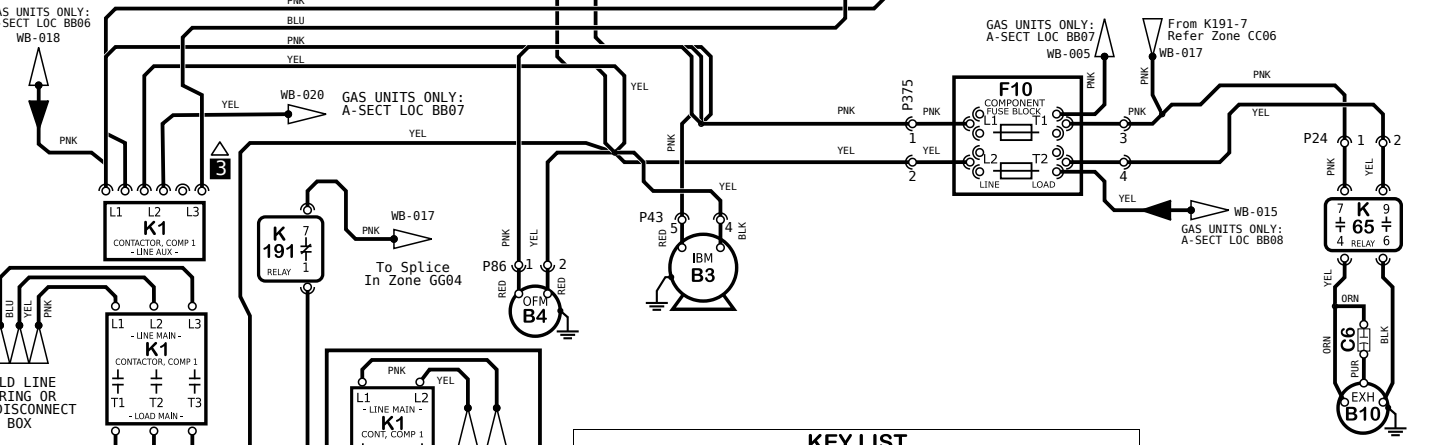 PNK
AS UNITS ONLY:
-SECT LOC BB06
WB-018
BLU
PNK
YEL
YEL
WB-020
GAS UNITS ONLY:
A-SECT LOC BB07
YEL
PNK
3
YEL
PNK
GAS UNITS ONLY:
A-SECT LOC BB07
WB-005
PNK
From K191-7
Refer Zone CC06
WB-017
PNK
F10
COMPONENT
FUSE BLOCK
L1
T1
L2
T2
LINE
LOAD
P375
PNK
PNK
1
YEL
YEL
2
PNK
3
4
PNK
YEL
P24
1
2
PNK
YEL
YEL
WB-015
GAS UNITS ONLY:
A-SECT LOC BB08
7
K
9
65
4
RELAY
6
YEL
ORN
ORN
C6
BLK
PUR
EXH
B10
L1
L2
L3
K1
CONTACTOR, COMP 1
- LINE AUX -
K
191
7
1
RELAY
WB-017
PNK
To Splice
In Zone GG04
PNK
YEL
P86
1
2
RED
RED
OFM
B4
YEL
P43
5
4
RED
BLK
IBM
B3
BLU
YEL
PNK
L1
L2
L3
- LINE MAIN -
K1
CONTACTOR, COMP 1
T1
T2
T3
- LOAD MAIN -
LD LINE
RING OR
DISCONNECT
BOX
PNK
YEL
L1
L2
- LINE MAIN -
K1
CONT, COMP 1
KEY LIST